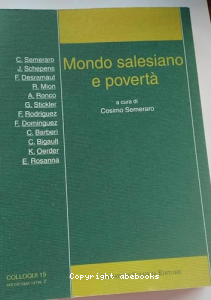 C. Semeraro
J. Schepens
F. Desramaut
R. Mion
A. Ronco
G. Stickler
F. Rodriguez
F. Dominguez
C. Barberi
C. Bigault
K. Oerder
E. Rosanna
Mondo salesiano
e povertà
a cura di
Cosimo Semeraro
COLLOQUI 15
Copyright abebooks.com